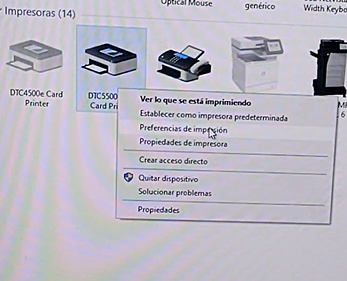 Optical Mouse
genérico
Width Keybo
Impresoras (14)
DTC4500e Card
Printer
DTC5500
Card Pri
Ver lo que se está imprimiendo
Establecer como impresora predeterminada
Preferencias de impresión
Propiedades de impresora
Crear acceso directo
Quitar dispositivo
Solucionar problemas
Propiedades
6